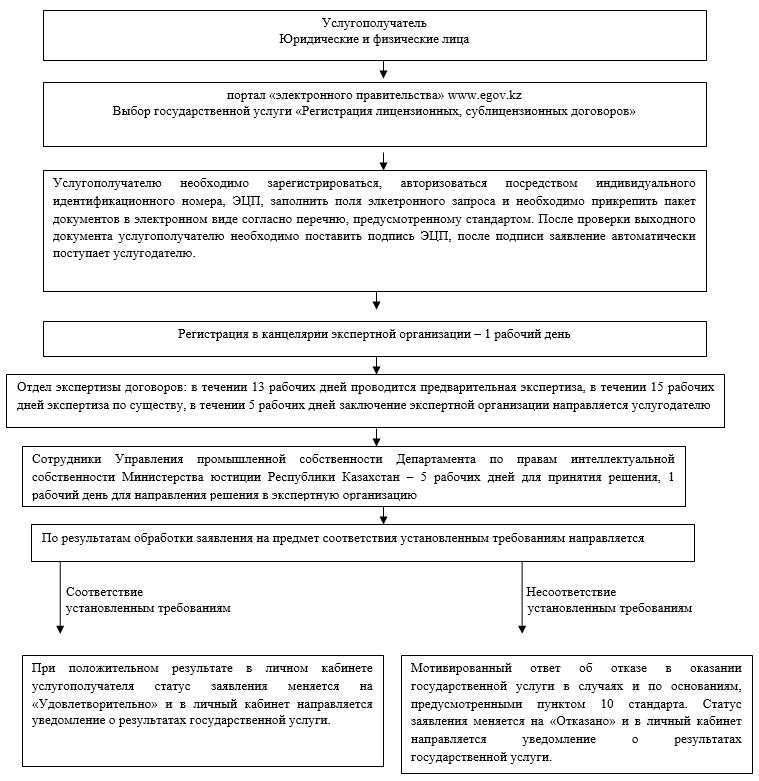 Услугополучатель
Юридические и физические лица
портал «электронного правительства» www.egov.kz
Выбор государственной услуги «Регистрация лицензионных, сублицензионных договоров»
Услугополучателю необходимо зарегистрироваться, авторизоваться посредством индивидуального
идентификационного номера, ЭЦП, заполнить поля элкетронного запроса и необходимо прикрепить пакет
документов в электронном виде согласно перечню, предусмотренному стандартом. После проверки выходного
документа услугополучателю необходимо поставить подпись ЭЦП, после подписи заявление автоматически
поступает услугодателю.
Регистрация в канцелярии экспертной организации – 1 рабочий день
Отдел экспертизы договоров: в течении 13 рабочих дней проводится предварительная экспертиза, в течении 15 рабочих
дней экспертиза по существу, в течении 5 рабочих дней заключение экспертной организации направляется услугодателю
Сотрудники Управления промышленной собственности Департамента по правам интеллектуальной
собственности Министерства юстиции Республики Казахстан – 5 рабочих дней для принятия решения, 1
рабочий день для направления решения в экспертную организацию
По результатам обработки заявления на предмет соответствия установленным требованиям направляется
Соответствие
установленным требованиям
Несоответствие
установленным требованиям
При положительном результате в личном кабинете
услугополучателя статус заявления меняется на
«Удовлетворительно» и в личный кабинет направляется
уведомление о результатах государственной услуги.
Мотивированный ответ об отказе в оказании
государственной услуги в случаях и по основаниям,
предусмотренными пунктом 10 стандарта. Статус
заявления меняется на «Отказано» и в личный кабинет
направляется уведомление о результатах
государственной услуги.